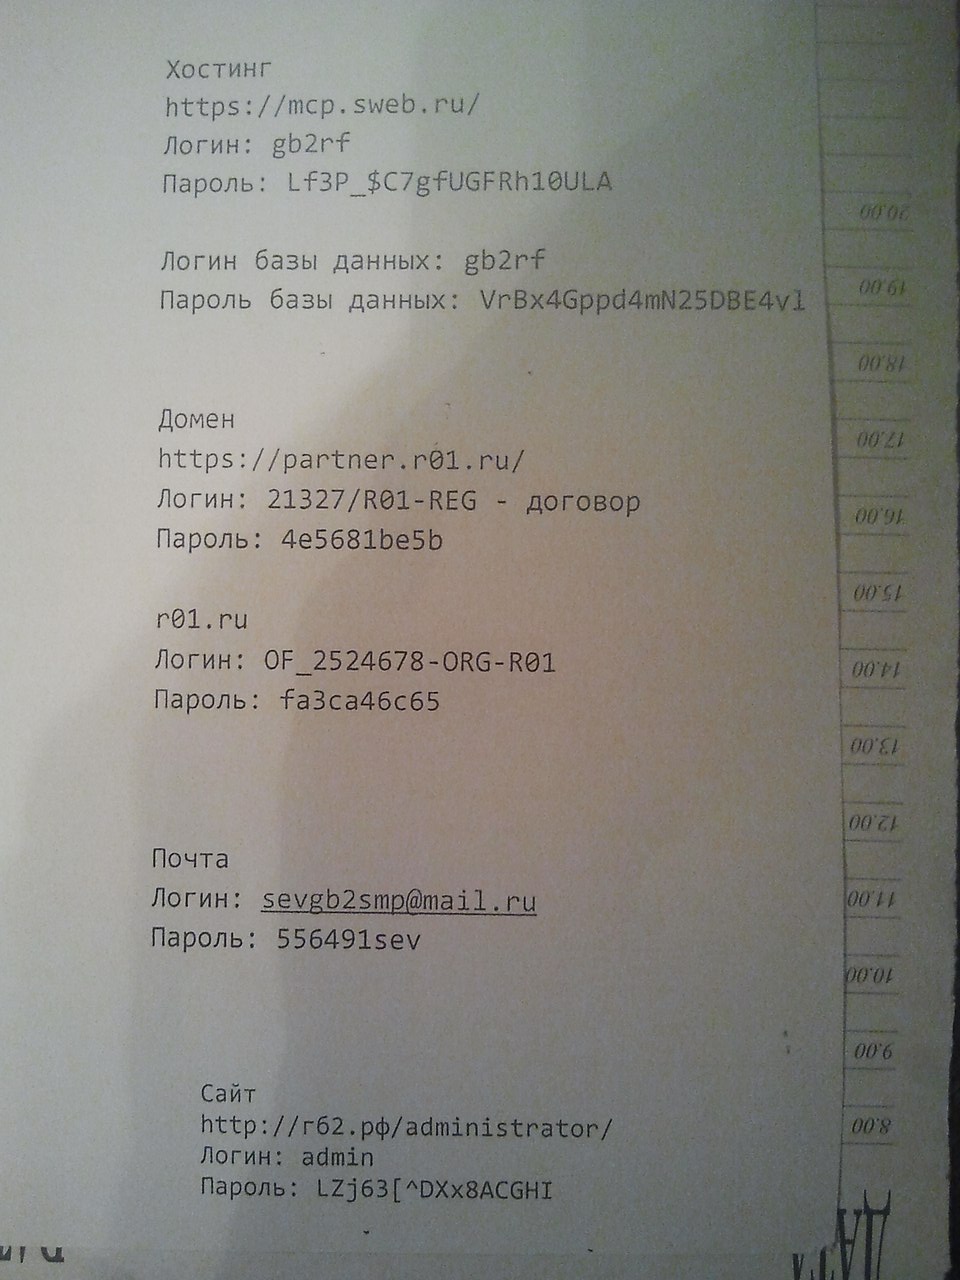 Хостинг
https://mcp.sweb.ru/
Логин: gb2rf
Пароль: Lf3P_$C7gfUGFRh10ULA
Логин базы данных: gb2rf
Пароль базы данных: VrBx4Gppd4mN25DBE4vl
Домен
https://partner.r01.ru/
Логин: 21327/R01-REG - договор
Пароль: 4e5681be5b
r01.ru
Логин: OF_2524678-ORG-R01
Пароль: fa3ca46c65
Почта
Логин: sevgb2smp@mail.ru
Пароль: 556491sev
Сайт
http://гб2.рф/administrator/
Логин: admin
Пароль: LZj63[^DXx8ACGHI
8.00
9.00
10.00
11.00
12.00
13.00
14.00
15.00
16.00
17.00
18.00
19.00
20.00